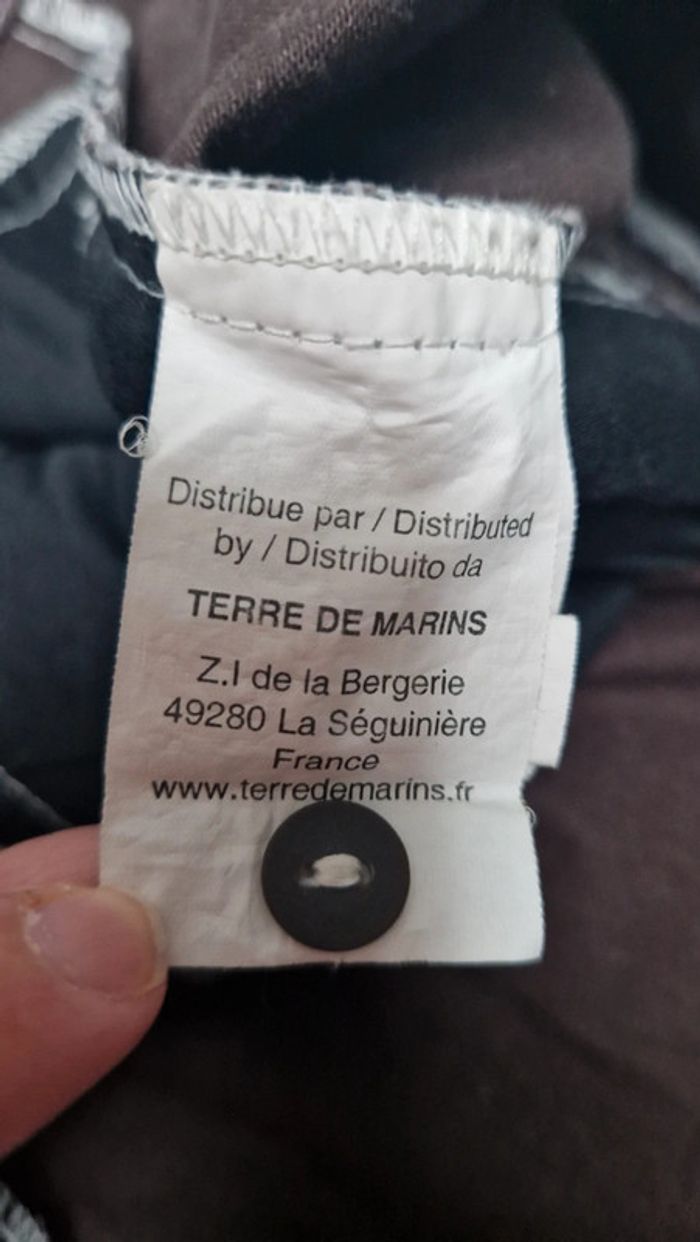 Distribue par / Distributed
by / Distribuito da
TERRE DE MARINS
Z.I de la Bergerie
49280 La Séguinière
France
www.terredemarins.fr